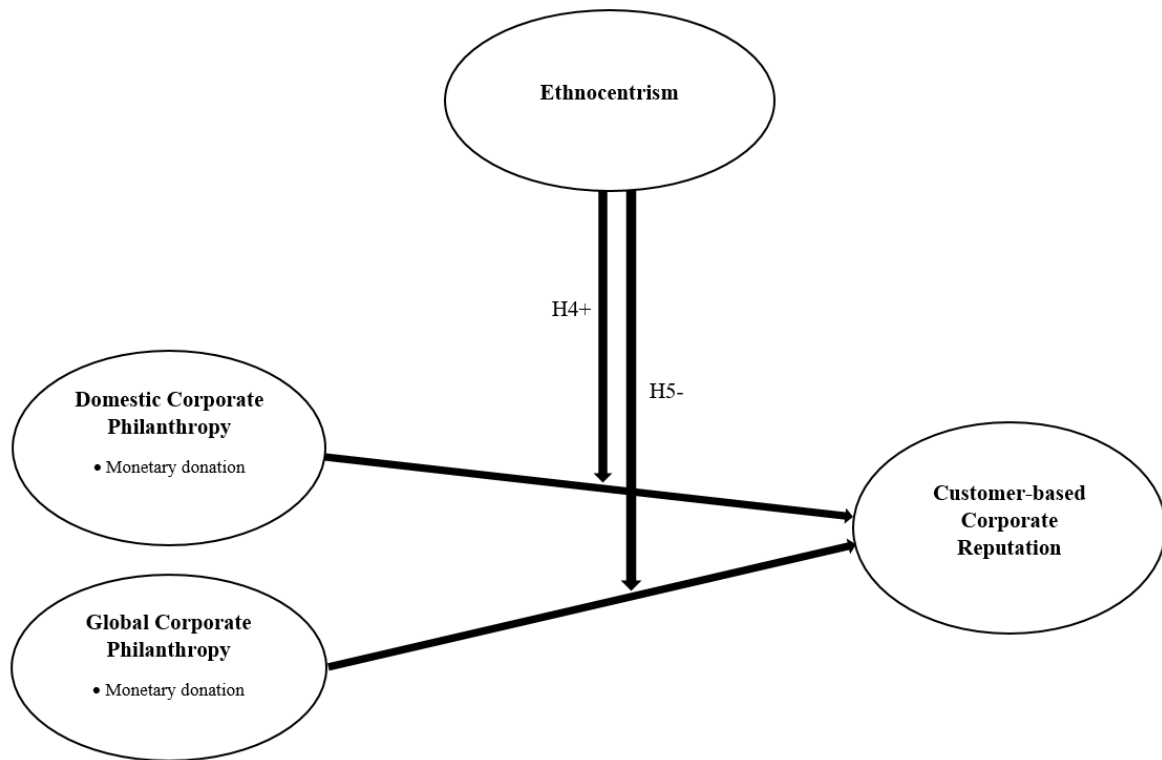 Ethnocentrism
H4+
H5-
Domestic Corporate
Philanthropy
• Monetary donation
Customer-based
Corporate
Reputation
Global Corporate
Philanthropy
• Monetary donation